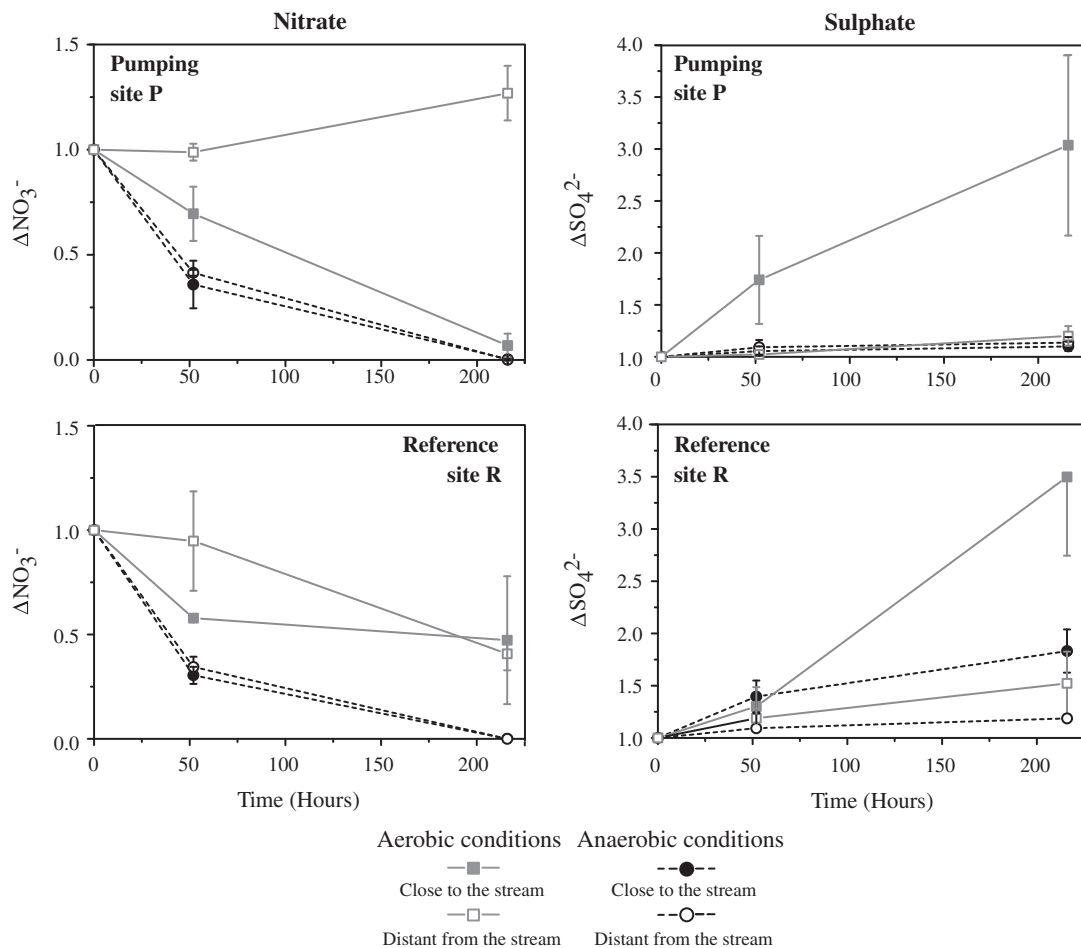 Nitrate
Sulphate
1.5
1.0
0.5
0.0
ΔNO₃⁻
Pumping
site P
0
50
100
150
200
4.0
3.5
3.0
2.5
2.0
1.5
1.0
ΔSO₄²⁻
Pumping
site P
0
50
100
150
200
1.5
1.0
0.5
0.0
ΔNO₃⁻
Reference
site R
0
50
100
150
200
Time (Hours)
4.0
3.5
3.0
2.5
2.0
1.5
1.0
ΔSO₄²⁻
Reference
site R
0
50
100
150
200
Time (Hours)
Aerobic conditions Anaerobic conditions
Close to the stream Close to the stream
Distant from the stream Distant from the stream